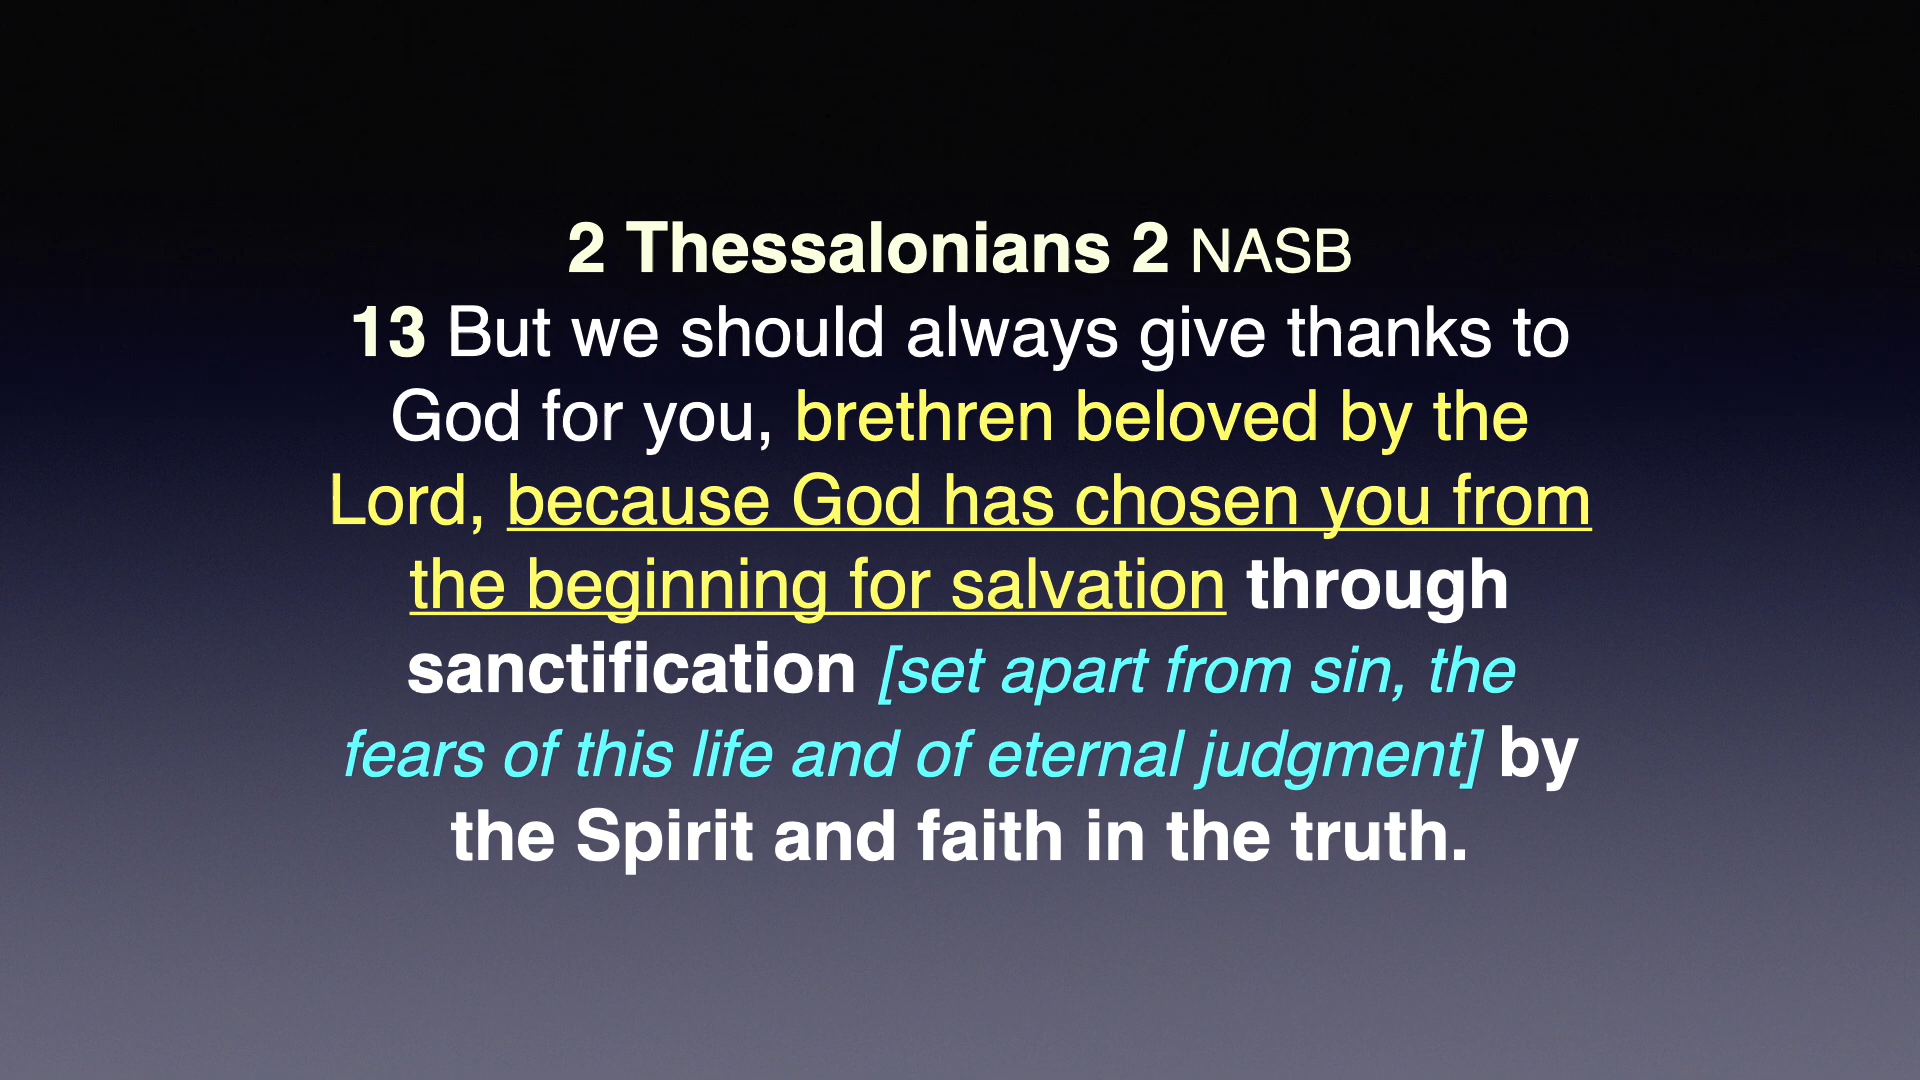 2 Thessalonians 2 NASB
13 But we should always give thanks to
God for you, brethren beloved by the
Lord, because God has chosen you from
the beginning for salvation through
sanctification [set apart from sin, the
fears of this life and of eternal judgment] by
the Spirit and faith in the truth.